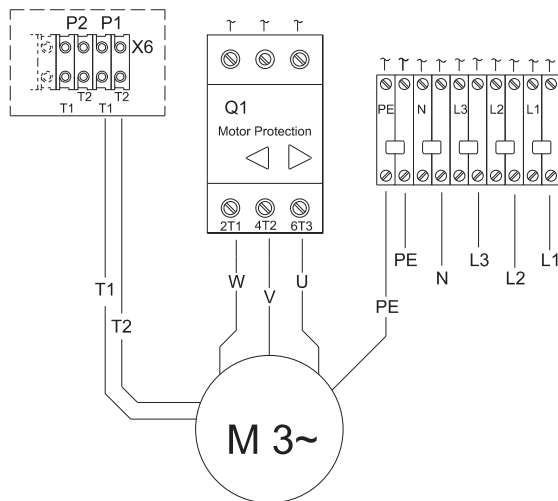 P2 P1
X6
T2 T2
T1 T1
Q1
Motor Protection
2T1 4T2 6T3
PE N L3 L2 L1
W V U
PE N L3 L2 L1
T1
T2
PE
M 3~